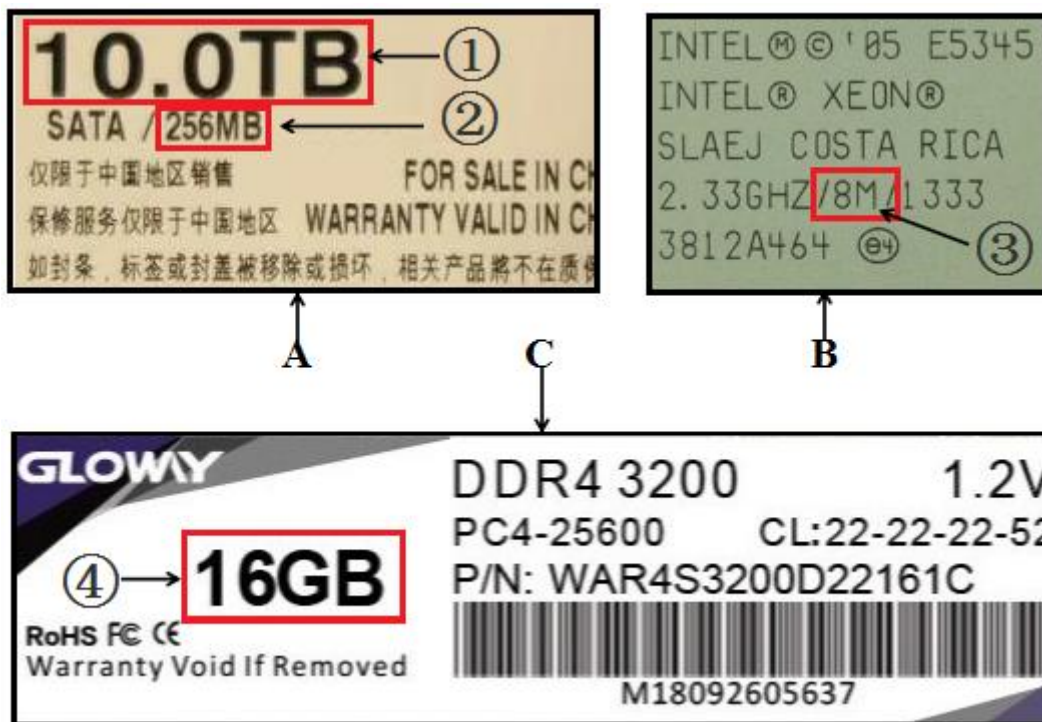 10.0TB
①
SATA / 256MB
②
仅限于中国地区销售 FOR SALE IN CH
保修服务仅限于中国地区 WARRANTY VALID IN CH
如封条，标签或封盖被移除或损坏，相关产品将不在质保
INTEL Ⓜ © '05 E5345
INTEL® XEON®
SLAEJ COSTA RICA
2.33GHZ/8M/1333
③
3812A464 e4
A
C
B
GLOWAY
DDR4 3200 1.2V
PC4-25600 CL:22-22-22-52
④
16GB
P/N: WAR4S3200D22161C
RoHS FC CE
Warranty Void If Removed
M18092605637